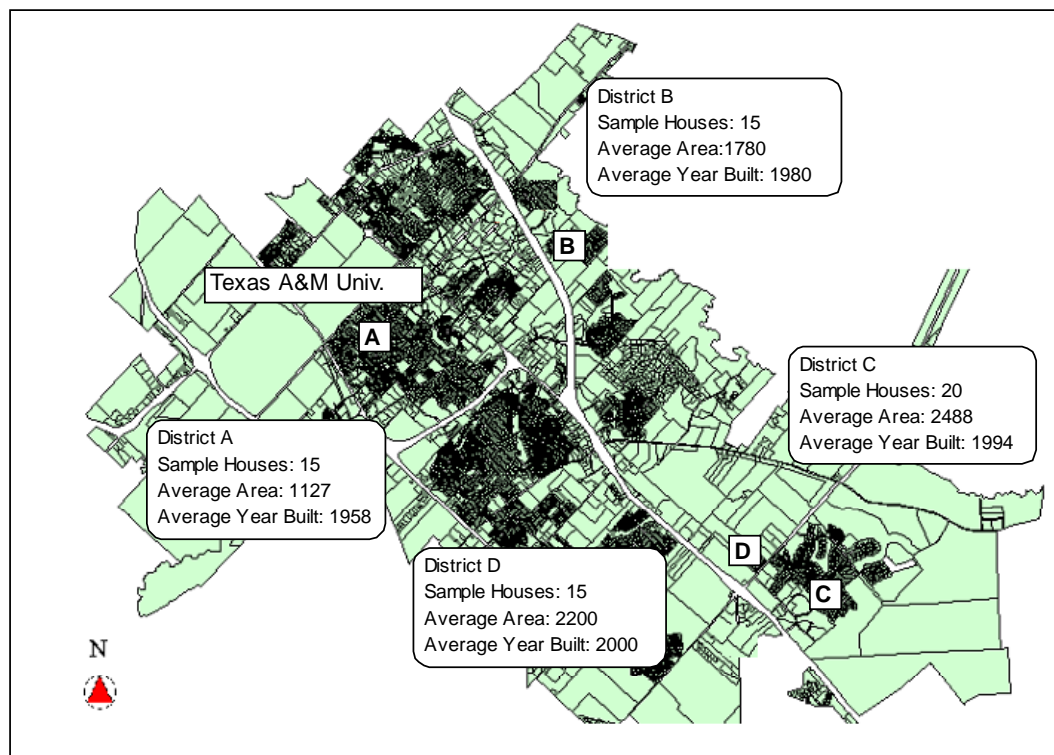 District B
Sample Houses: 15
Average Area:1780
Average Year Built: 1980
B
Texas A&M Univ.
A
District C
Sample Houses: 20
Average Area: 2488
Average Year Built: 1994
District A
Sample Houses: 15
Average Area: 1127
Average Year Built: 1958
D
C
District D
Sample Houses: 15
Average Area: 2200
Average Year Built: 2000
N